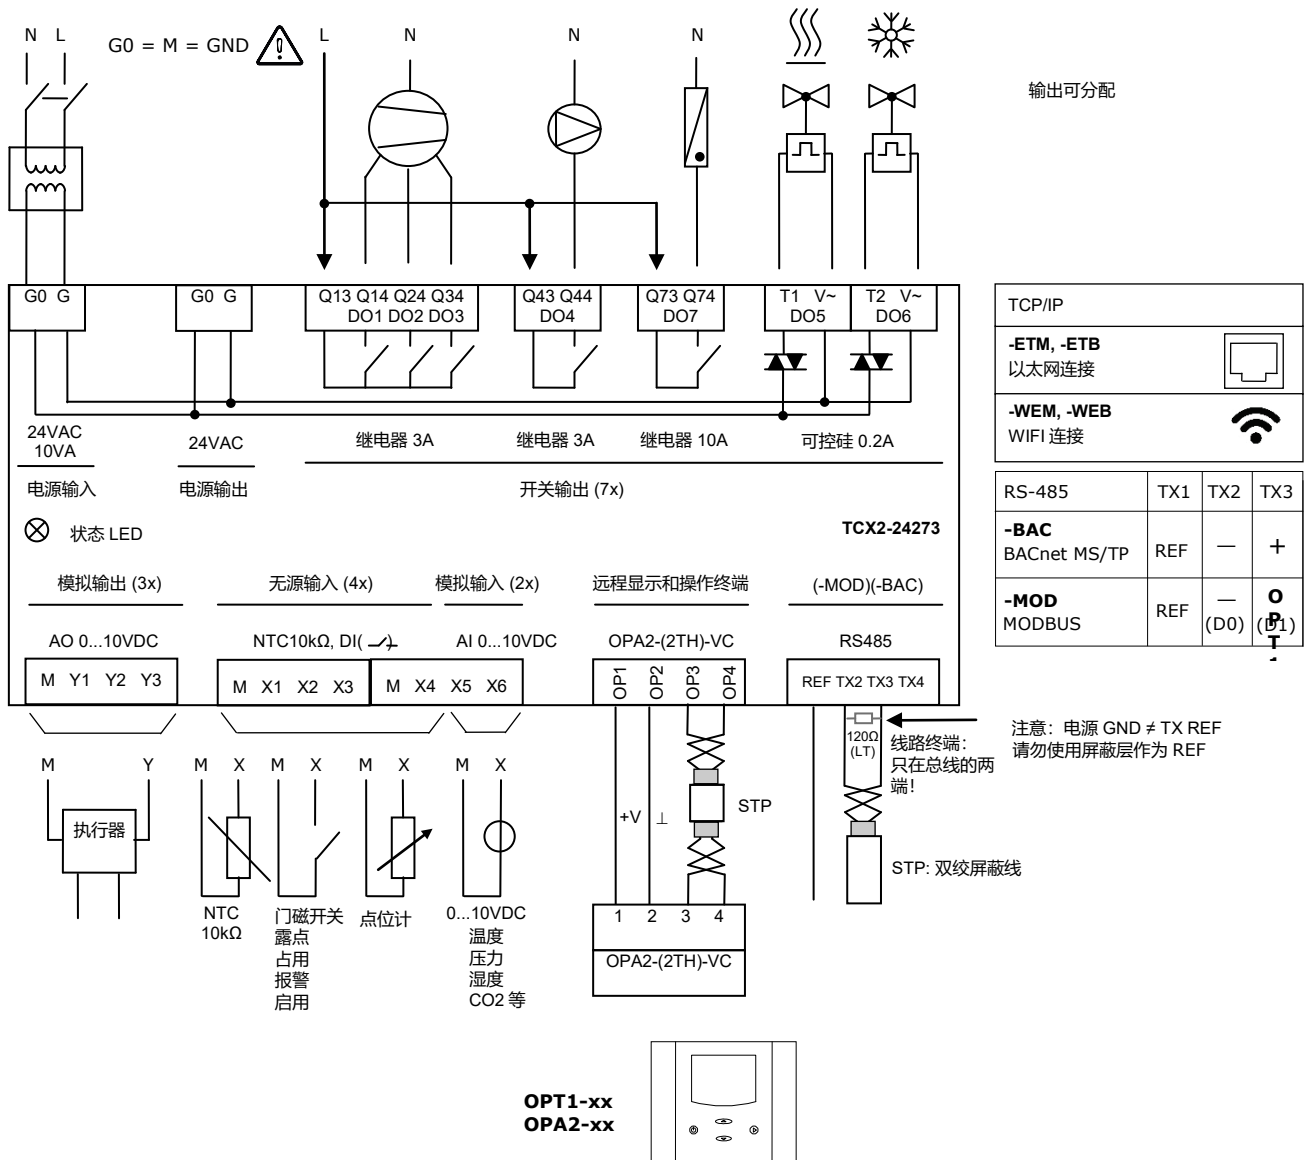 N L
G0 = M = GND
L
N
N
N
输出可分配
G0 G
G0 G
Q13 Q14 Q24 Q34
DO1 DO2 DO3
Q43 Q44
DO4
Q73 Q74
DO7
T1 V~
DO5
T2 V~
DO6
24VAC
10VA
电源输入
24VAC
电源输出
继电器 3A
继电器 3A
继电器 10A
可控硅 0.2A
开关输出 (7x)
状态 LED
TCX2-24273
TCP/IP
-ETM, -ETB
以太网连接
-WEM, -WEB
WIFI 连接
RS-485 TX1 TX2 TX3
-BAC
BACnet MS/TP REF — +
-MOD
MODBUS REF — (D0) (D1)
O
P
T
模拟输出 (3x)
无源输入 (4x)
模拟输入 (2x)
远程显示和操作终端
(-MOD)(-BAC)
AO 0...10VDC
NTC10kΩ, DI( )
AI 0...10VDC
OPA2-(2TH)-VC
RS485
M Y1 Y2 Y3
M X1 X2 X3
M X4 X5 X6
OP1 OP2 OP3 OP4
REF TX2 TX3 TX4
120Ω
(LT)
线路终端：
只在总线的两
端！
注意：电源 GND ≠ TX REF
请勿使用屏蔽层作为 REF
M Y
执行器
M X
NTC
10kΩ
M X
门磁开关
露点
占用
报警
启用
M X
点位计
M X
0...10VDC
温度
压力
湿度
CO2 等
+V ⊥
STP
STP: 双绞屏蔽线
1 2 3 4
OPA2-(2TH)-VC
OPT1-xx
OPA2-xx